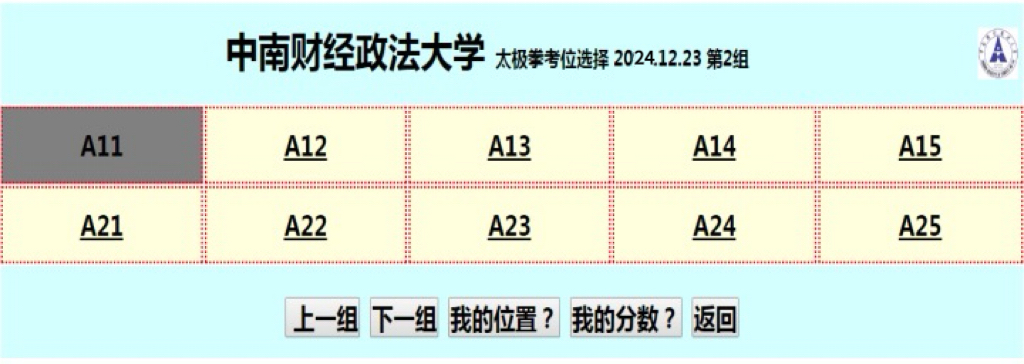 中南财经政法大学 太极拳考位选择 2024.12.23 第2组
A11 A12 A13 A14 A15
A21 A22 A23 A24 A25
上一组 下一组 我的位置？ 我的分数？ 返回